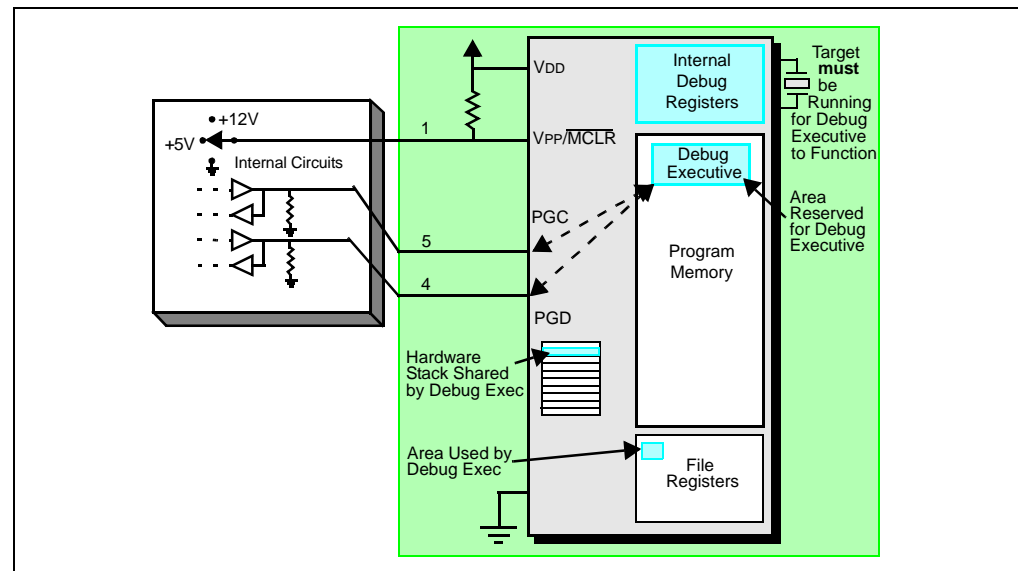 +12V
+5V
Internal Circuits
1
5
4
VDD
VPP/MCLR
PGC
PGD
Internal
Debug
Registers
Target
must
be
Running
for Debug
Executive
to Function
Debug
Executive
Area
Reserved
for Debug
Executive
Program
Memory
Hardware
Stack Shared
by Debug Exec
Area Used by
Debug Exec
File
Registers